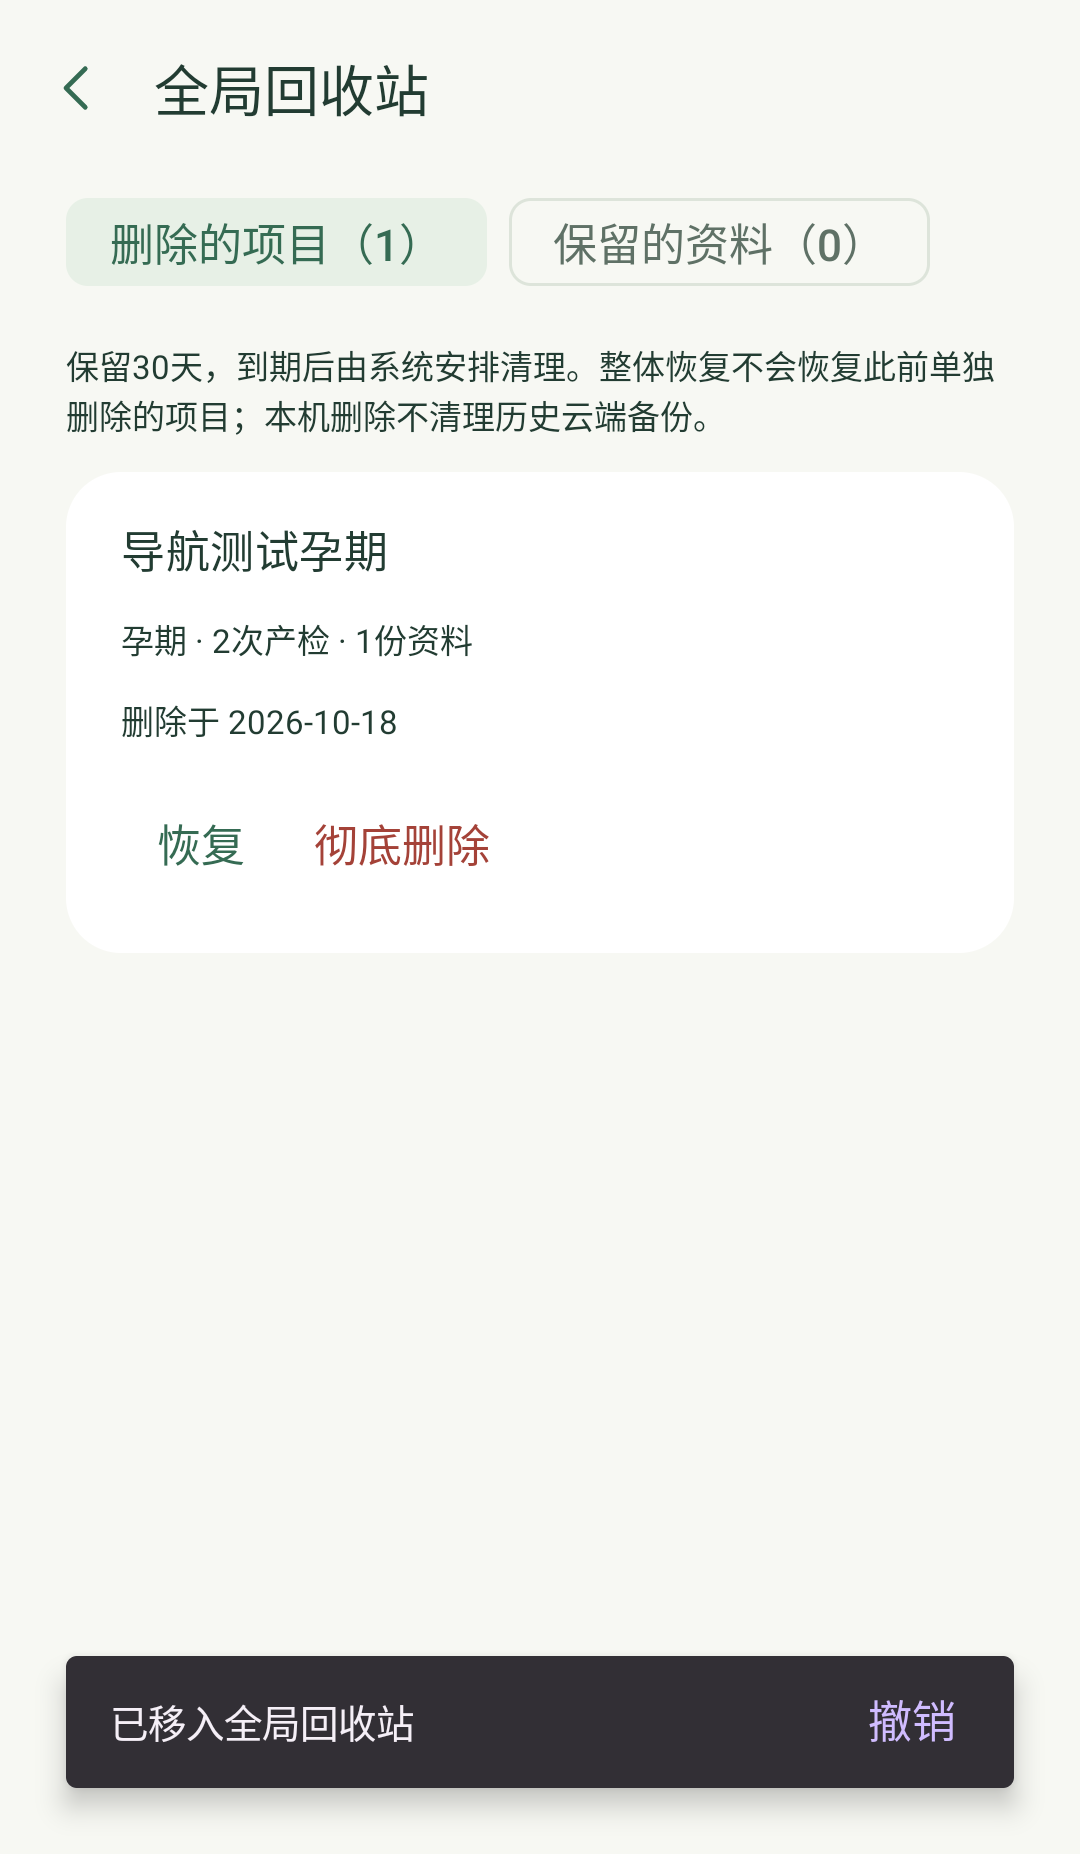 全局回收站
删除的项目（1）
保留的资料（0）
保留30天，到期后由系统安排清理。整体恢复不会恢复此前单独
删除的项目；本机删除不清理历史云端备份。
导航测试孕期
孕期 · 2次产检 · 1份资料
删除于 2026-10-18
恢复
彻底删除
已移入全局回收站
撤销